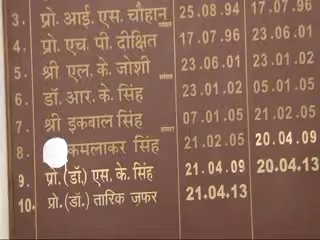 3. प्रो. आई. एस. चौहान 25.08.94 17.07.96
4. प्रो. एच. पी. दीक्षित 17.07.96 23.06.01
5. श्री एल. के. जोशी 23.06.01 23.01.02
6. डॉ. आर. के. सिंह 23.01.02 05.01.05
7. श्री इकबाल सिंह 07.01.05 21.02.05
8. कमलाकर सिंह 21.02.05 20.04.09
9. प्रो. (डॉ.) एस. के. सिंह 21.04.09 20.04.13
10. प्रो. (डॉ.) तारिक ज़फर 21.04.13